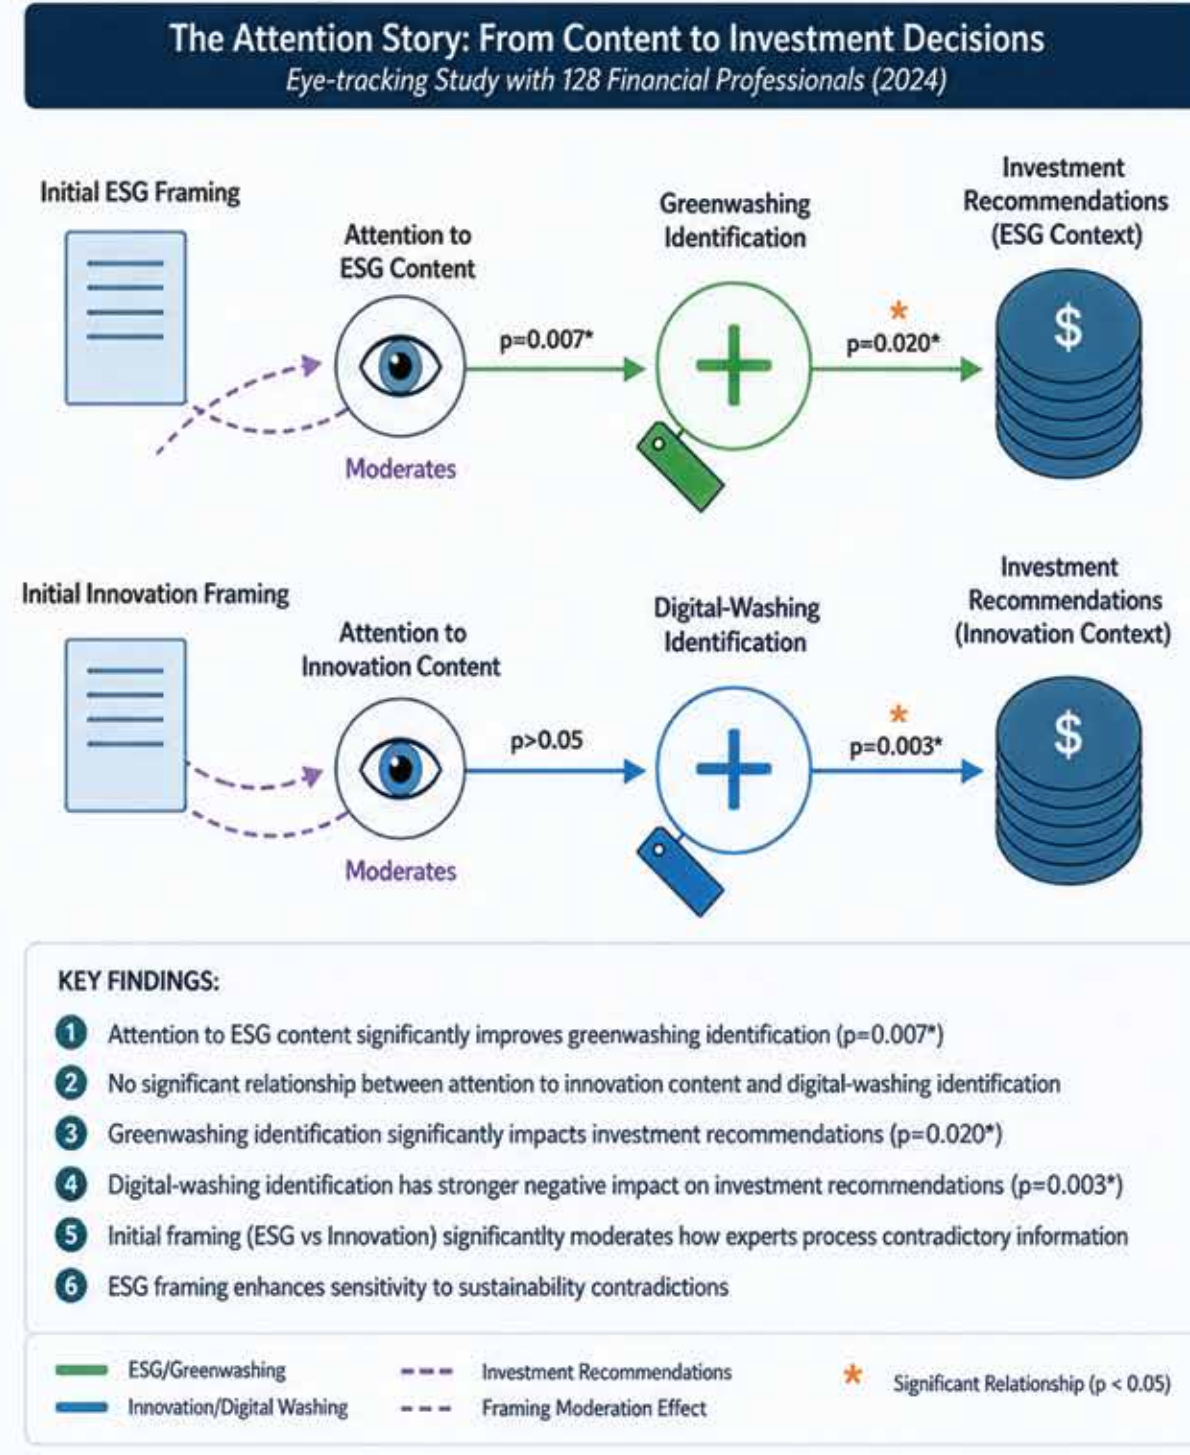 The Attention Story: From Content to Investment Decisions
Eye-tracking Study with 128 Financial Professionals (2024)
Initial ESG Framing
Attention to
ESG Content
Moderates
p=0.007*
Greenwashing
Identification
*
p=0.020*
Investment
Recommendations
(ESG Context)
$
Initial Innovation Framing
Attention to
Innovation Content
Moderates
p>0.05
Digital-Washing
Identification
*
p=0.003*
Investment
Recommendations
(Innovation Context)
$
KEY FINDINGS:
1 Attention to ESG content significantly improves greenwashing identification (p=0.007*)
2 No significant relationship between attention to innovation content and digital-washing identification
3 Greenwashing identification significantly impacts investment recommendations (p=0.020*)
4 Digital-washing identification has stronger negative impact on investment recommendations (p=0.003*)
5 Initial framing (ESG vs Innovation) significantlty moderates how experts process contradictory information
6 ESG framing enhances sensitivity to sustainability contradictions
ESG/Greenwashing
Innovation/Digital Washing
Investment Recommendations
Framing Moderation Effect
* Significant Relationship (p < 0.05)